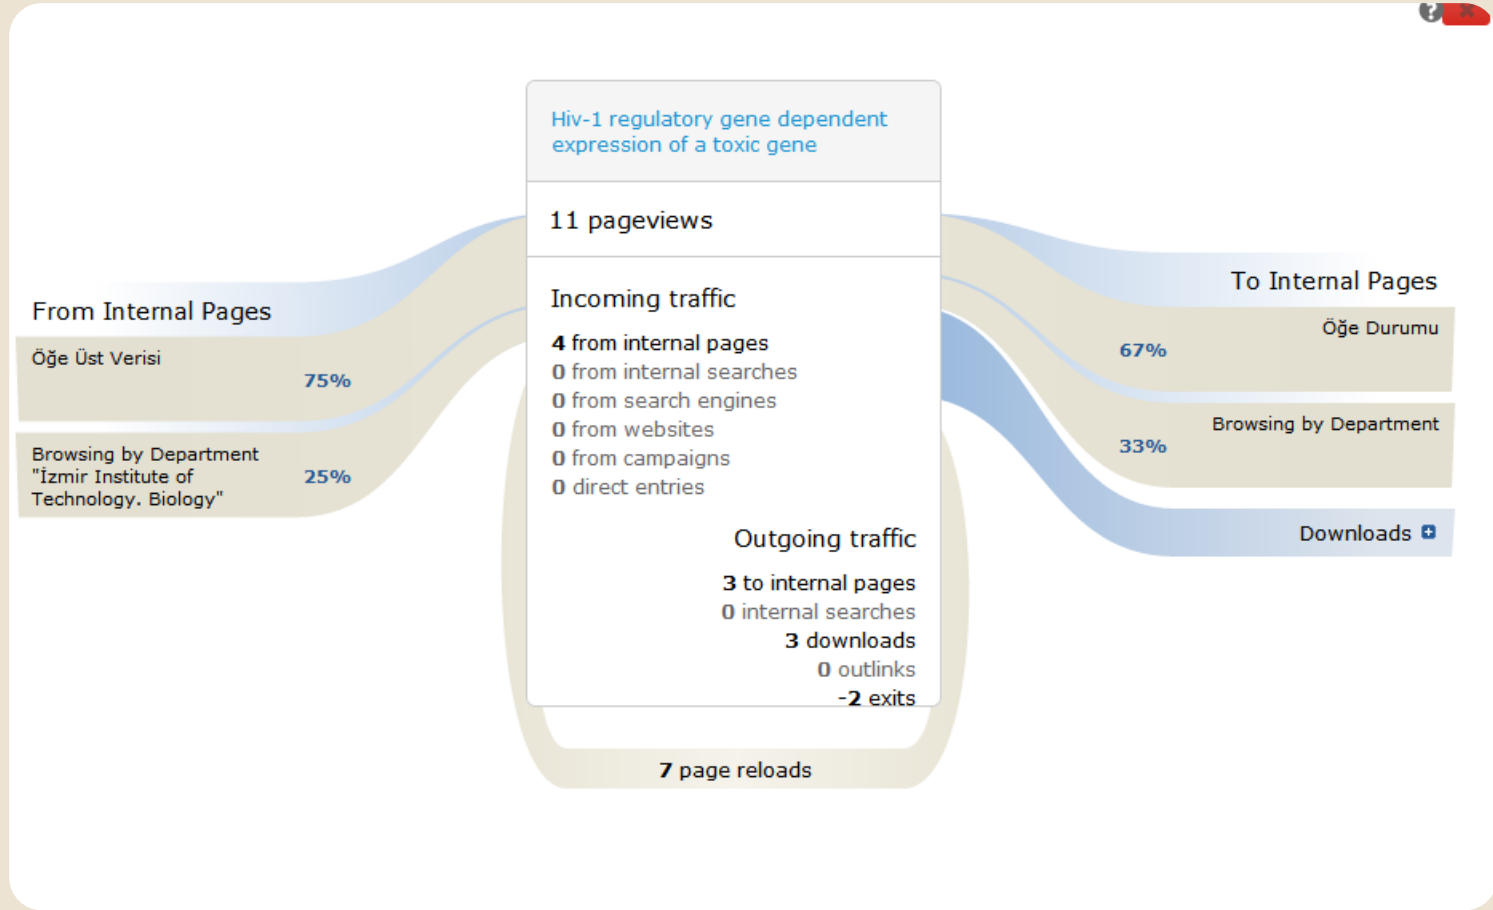 Hiv-1 regulatory gene dependent
expression of a toxic gene
11 pageviews
From Internal Pages
Öğe Üst Verisi
75%
Browsing by Department
"İzmir Institute of
Technology. Biology"
25%
Incoming traffic
4 from internal pages
0 from internal searches
0 from search engines
0 from websites
0 from campaigns
0 direct entries
Outgoing traffic
3 to internal pages
0 internal searches
3 downloads
0 outlinks
-2 exits
7 page reloads
To Internal Pages
Öğe Durumu
67%
Browsing by Department
33%
Downloads